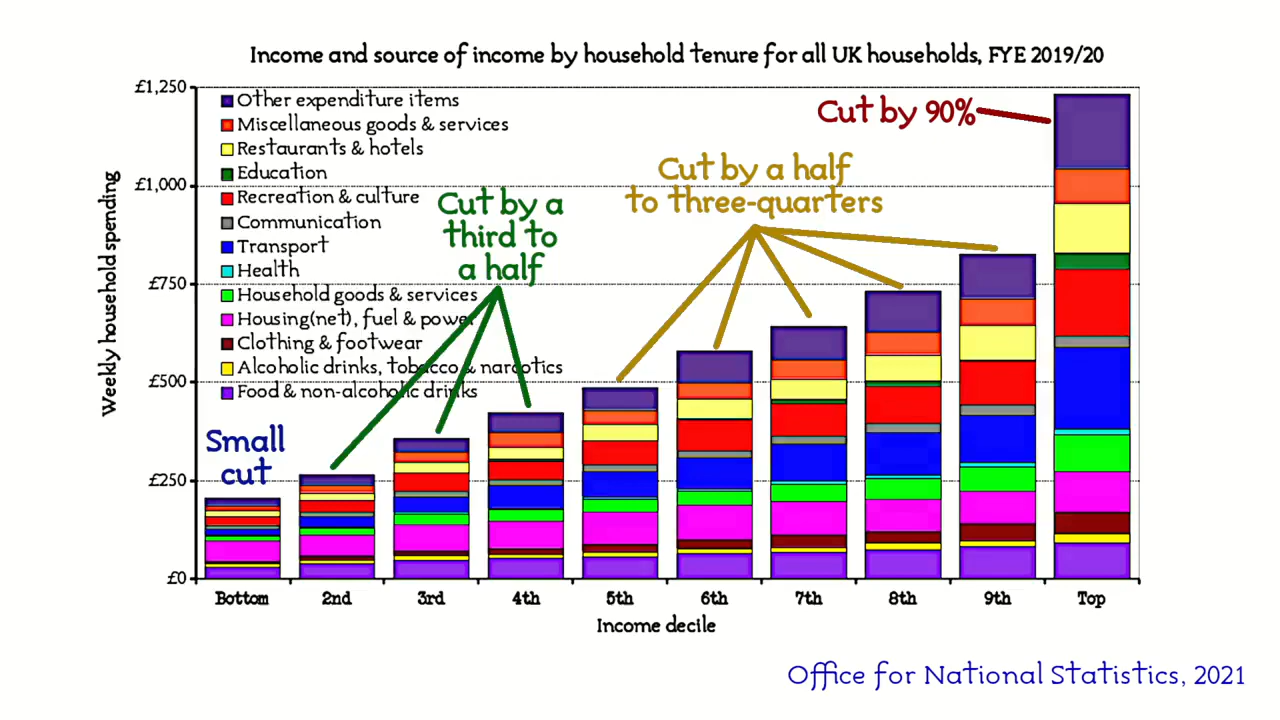 Income and source of income by household tenure for all UK households, FYE 2019/20
£1,250
£1,000
£750
£500
£250
£0
Weekly household spending
Other expenditure items
Miscellaneous goods & services
Restaurants & hotels
Education
Recreation & culture
Communication
Transport
Health
Household goods & services
Housing(net), fuel & power
Clothing & footwear
Alcoholic drinks, tobacco & narcotics
Food & non-alcoholic drinks
Small
cut
Cut by a
third to
a half
Cut by a half
to three-quarters
Cut by 90%
Bottom 2nd 3rd 4th 5th 6th 7th 8th 9th Top
Income decile
Office for National Statistics, 2021